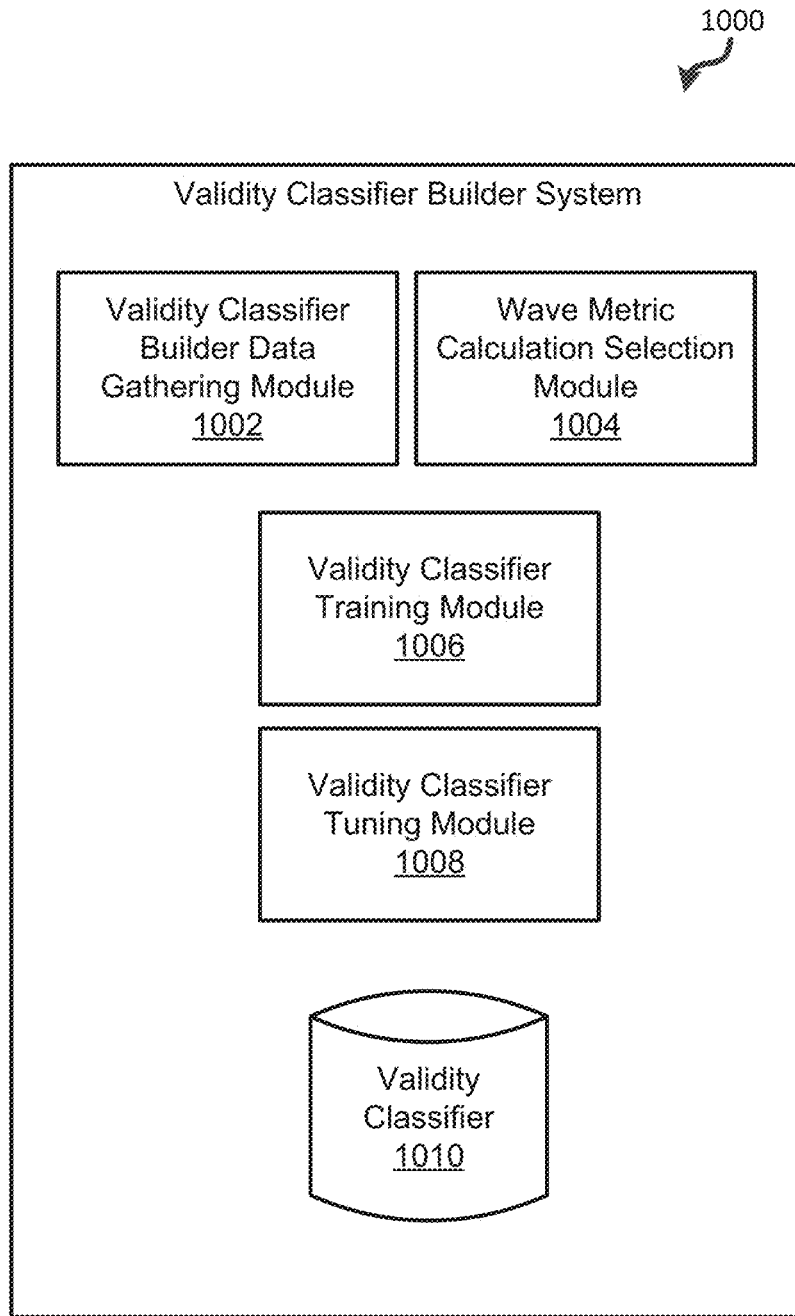 1000
Validity Classifier Builder System
Validity Classifier
Builder Data
Gathering Module
1002
Wave Metric
Calculation Selection
Module
1004
Validity Classifier
Training Module
1006
Validity Classifier
Tuning Module
1008
Validity
Classifier
1010